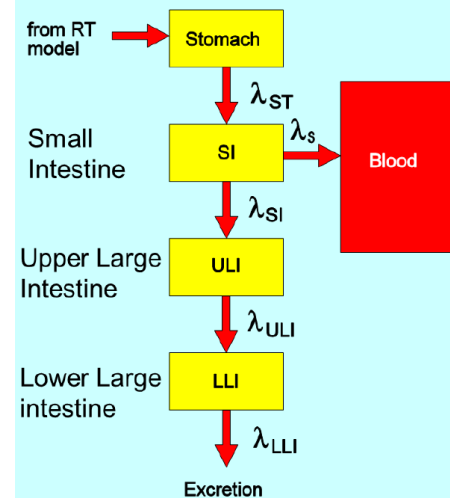 from RT
model
Stomach
λST
Small
Intestine
SI
λS
Blood
λSI
Upper Large
Intestine
ULI
λULI
Lower Large
intestine
LLI
λLLI
Excretion